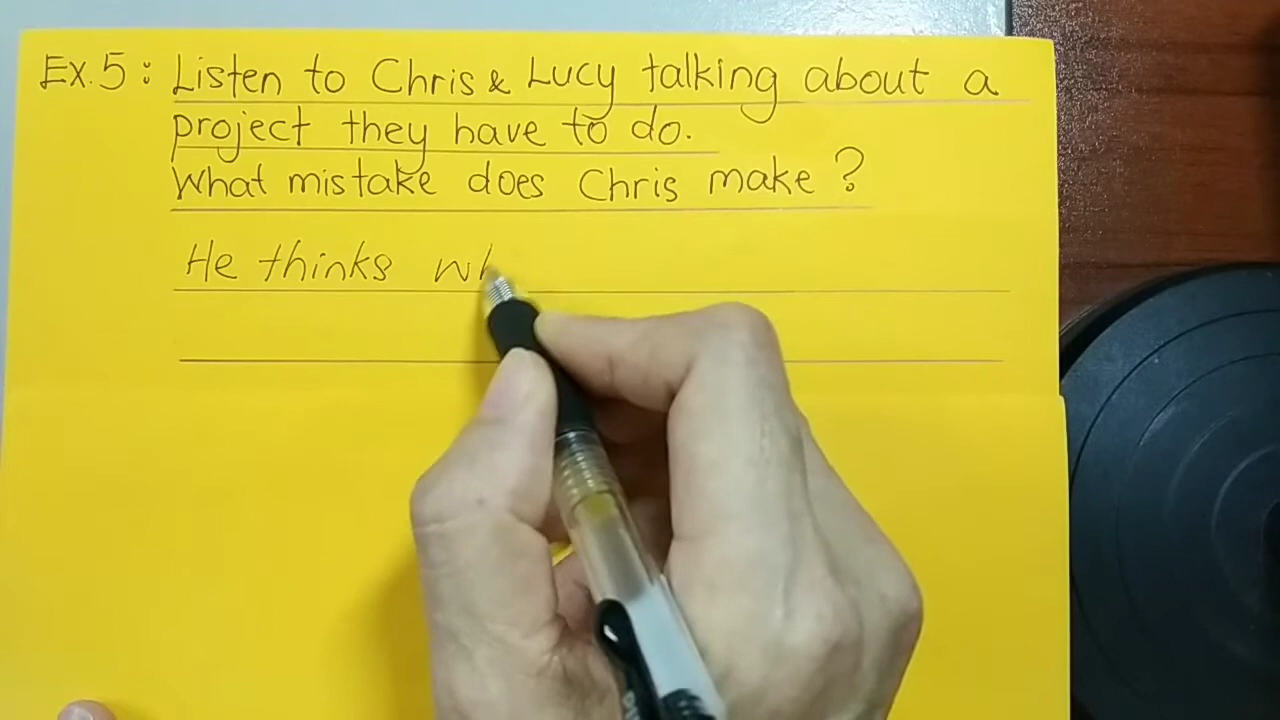 Ex.5: Listen to Chris & Lucy talking about a
project they have to do.
What mistake does Chris make?
He thinks wh